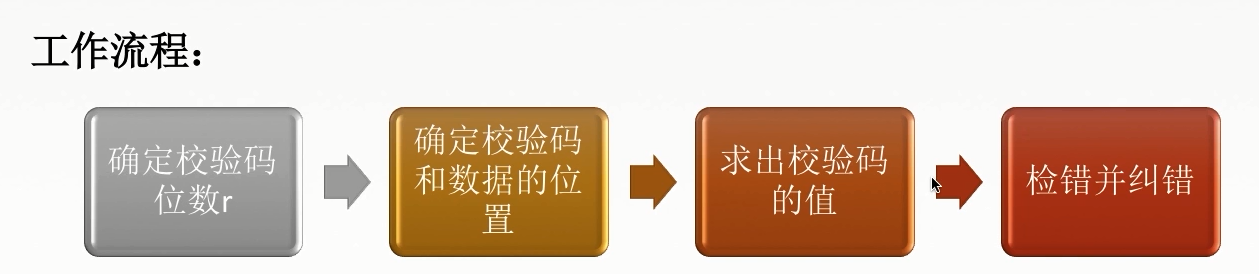 工作流程：
确定校验码
位数r
确定校验码
和数据的位
置
求出校验码
的值
检错并纠错